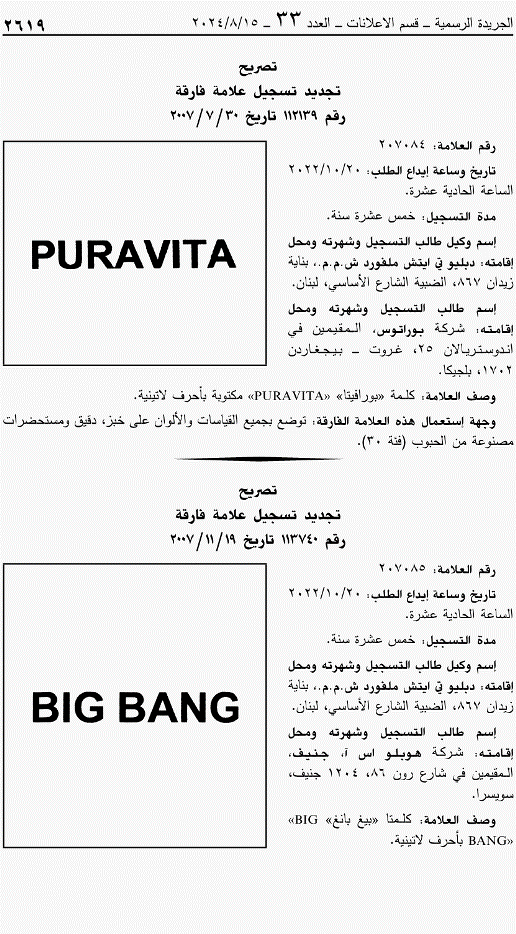 الجريدة الرسمية ــ قسم الاعلانات ــ العدد ٣٣ ــ ٢٠٢٤/٨/١٥
٢٦١٩
تصريح
تجديد تسجيل علامة فارقة
رقم ١١٢١٣٩ تاريخ ٢٠٠٧/٧/٣٠
رقم العلامة: ٢٠٧٠٨٤
تاريخ وساعة إيداع الطلب: ٢٠٢٢/١٠/٢٠
الساعة الحادية عشرة.
مدة التسجيل: خمس عشرة سنة.
إسم وكيل طالب التسجيل وشهرته ومحل
إقامته: دبليو تي ايتش ملفورد ش.م.م.، بناية
زيدان ٨٦٧، الضبية الشارع الأساسي، لبنان.
إسم طالب التسجيل وشهرته ومحل
إقامته: شركة بوراتوس، المقيمين في
اندوستريالان ٢٥، غروت ــ بيجغاردن
١٧٠٢، بلجيكا.
PURAVITA
وصف العلامة: كلمة «بورافيتا» «PURAVITA» مكتوبة بأحرف لاتينية.
وجهة إستعمال هذه العلامة الفارقة: توضع بجميع القياسات والألوان على خبز، دقيق ومستحضرات
مصنوعة من الحبوب (فئة ٣٠).
تصريح
تجديد تسجيل علامة فارقة
رقم ١١٣٧٤٠ تاريخ ٢٠٠٧/١١/١٩
رقم العلامة: ٢٠٧٠٨٥
تاريخ وساعة إيداع الطلب: ٢٠٢٢/١٠/٢٠
الساعة الحادية عشرة.
مدة التسجيل: خمس عشرة سنة.
إسم وكيل طالب التسجيل وشهرته ومحل
إقامته: دبليو تي ايتش ملفورد ش.م.م.، بناية
زيدان ٨٦٧، الضبية الشارع الأساسي، لبنان.
إسم طالب التسجيل وشهرته ومحل
إقامته: شركة هوبلو اس آ. جنيف،
المقيمين في شارع رون ٨٦، ١٢٠٤ جنيف،
سويسرا.
وصف العلامة: كلمتا «بيغ بانغ» «BIG
BANG» بأحرف لاتينية.
BIG BANG